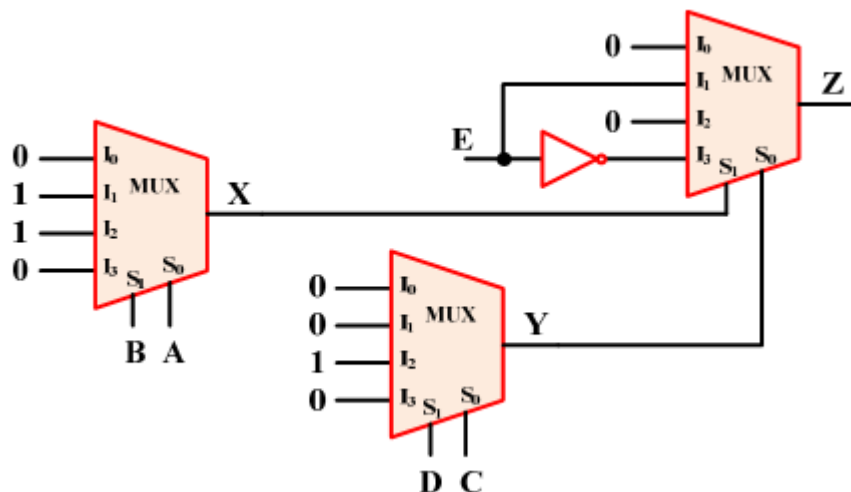 0 I₀
MUX
Z
E
I₁
0 I₂
I₃ S₁ S₀
0 I₀
1 I₁
MUX
X
1 I₂
0 I₃ S₁ S₀
B A
0 I₀
0 I₁
MUX
Y
1 I₂
0 I₃ S₁ S₀
D C